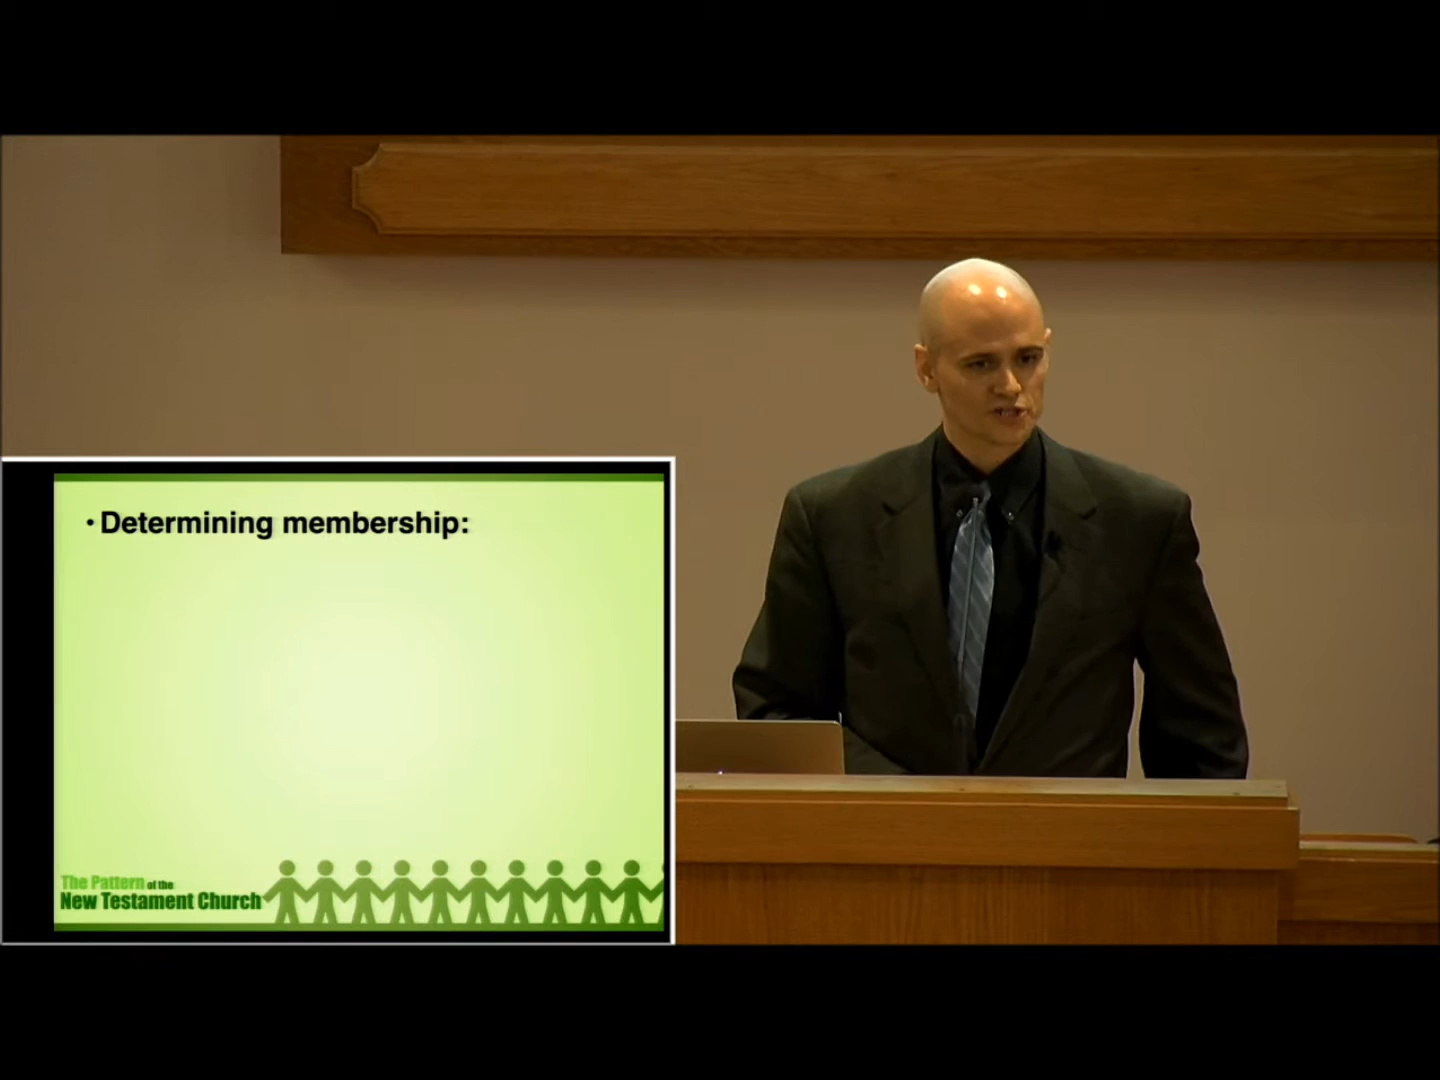 • Determining membership:
The Pattern of the
New Testament Church